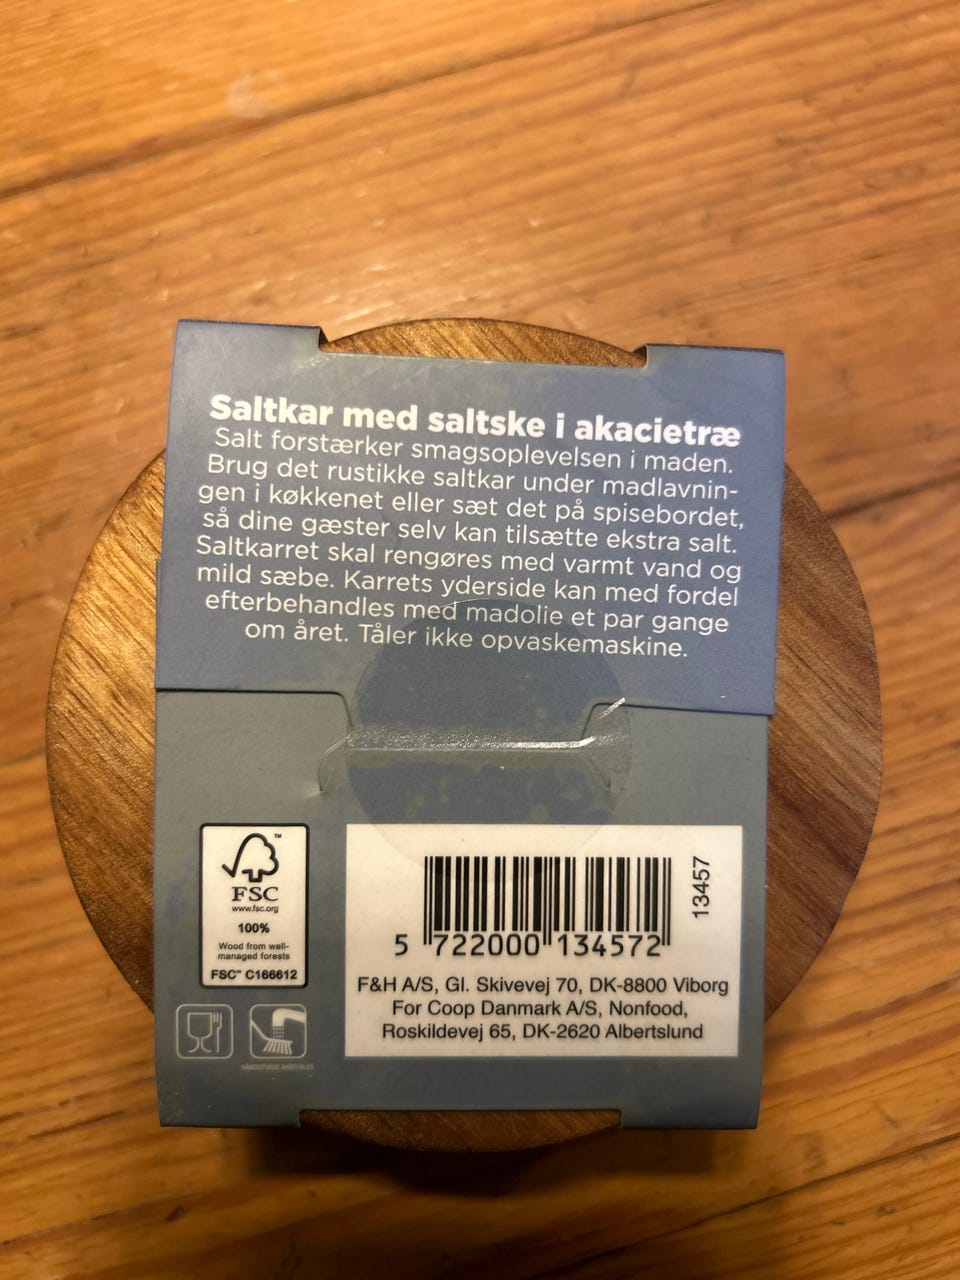 Saltkar med saltske i akacietræ
Salt forstærker smagsoplevelsen i maden.
Brug det rustikke saltkar under madlavnin-
gen i køkkenet eller sæt det på spisebordet,
så dine gæster selv kan tilsætte ekstra salt.
Saltkarret skal rengøres med varmt vand og
mild sæbe. Karrets yderside kan med fordel
efterbehandles med madolie et par gange
om året. Tåler ikke opvaskemaskine.
™
FSC
www.fsc.org
100%
Wood from well-
managed forests
FSC™ C166612
HÅNDOPVASK ANBEFALES
13457
5 722000 134572
F&H A/S, Gl. Skivevej 70, DK-8800 Viborg
For Coop Danmark A/S, Nonfood,
Roskildevej 65, DK-2620 Albertslund